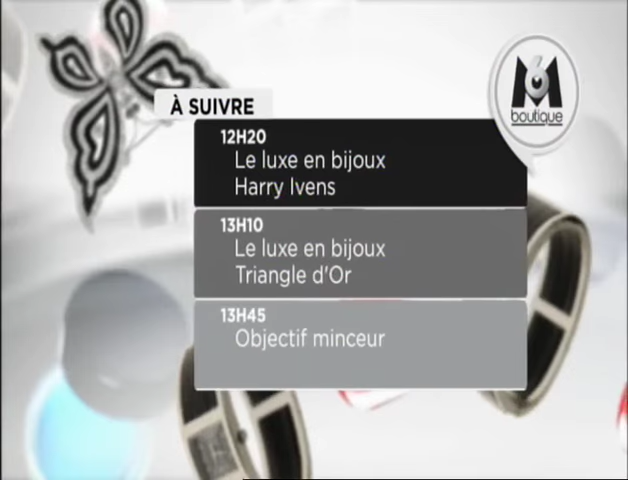 À SUIVRE
M6
boutique
12H20
Le luxe en bijoux
Harry Ivens
13H10
Le luxe en bijoux
Triangle d'Or
13H45
Objectif minceur